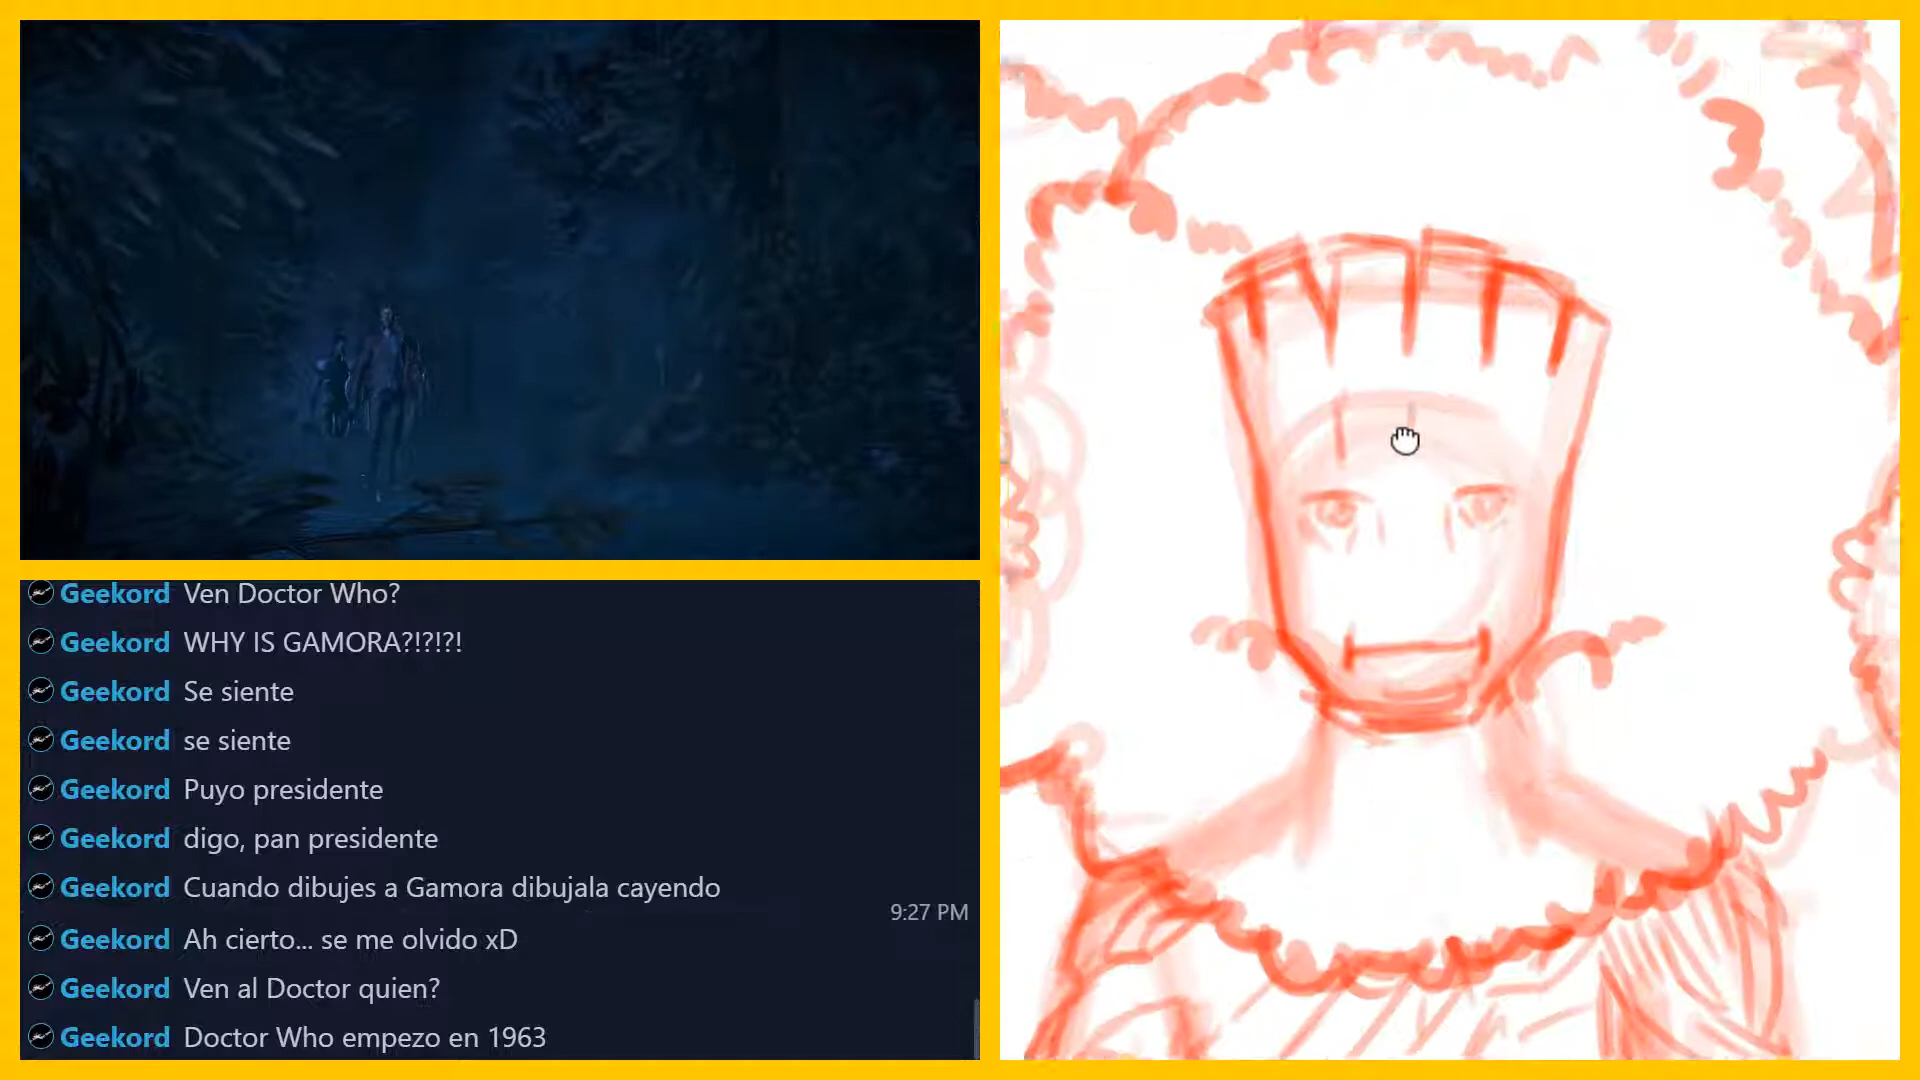 Geekord Ven Doctor Who?
Geekord WHY IS GAMORA?!?!?!
Geekord Se siente
Geekord se siente
Geekord Puyo presidente
Geekord digo, pan presidente
Geekord Cuando dibujes a Gamora dibujala cayendo
9:27 PM
Geekord Ah cierto... se me olvido xD
Geekord Ven al Doctor quien?
Geekord Doctor Who empezo en 1963